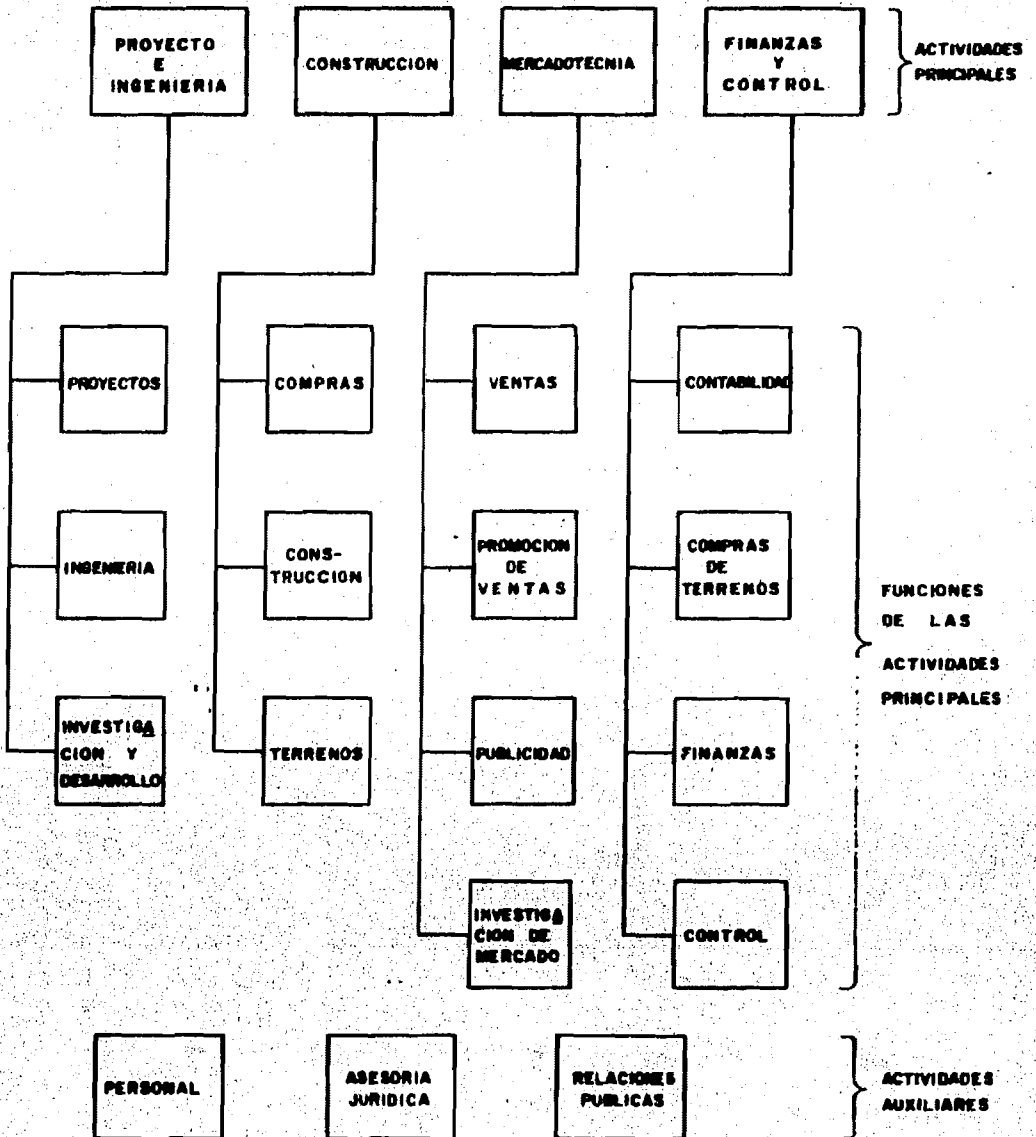 PROYECTO
E
INGENIERIA
CONSTRUCCION
MERCADOTECNIA
FINANZAS
Y
CONTROL
ACTIVIDADES
PRINCIPALES
PROYECTOS
COMPRAS
VENTAS
CONTABILIDAD
INGENIERIA
CONS-
TRUCCION
PROMOCION
DE
VENTAS
COMPRAS
DE
TERRENOS
FUNCIONES
DE LAS
ACTIVIDADES
PRINCIPALES
INVESTIGA
CION Y
DESARROLLO
TERRENOS
PUBLICIDAD
FINANZAS
INVESTIGA
CION DE
MERCADO
CONTROL
PERSONAL
ASESORIA
JURIDICA
RELACIONES
PUBLICAS
ACTIVIDADES
AUXILIARES